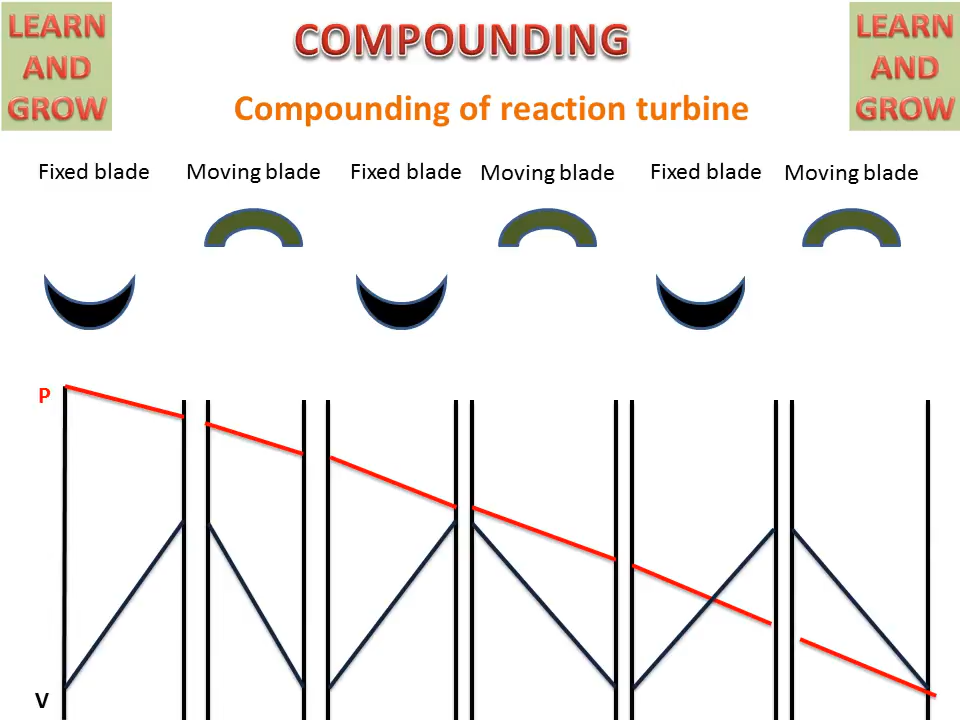 LEARN
AND
GROW
COMPOUNDING
LEARN
AND
GROW
Compounding of reaction turbine
Fixed blade Moving blade Fixed blade Moving blade Fixed blade Moving blade
P
V